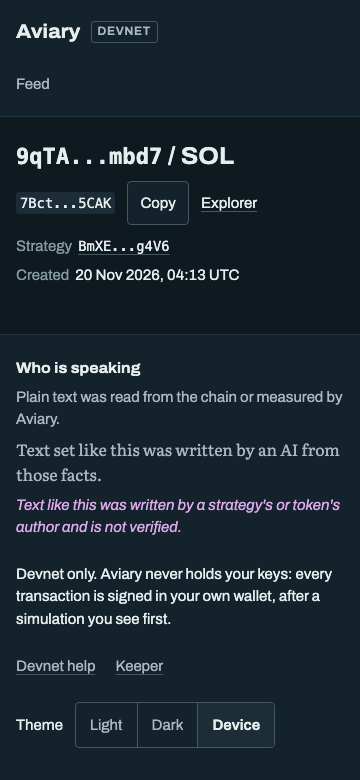 Aviary DEVNET
Feed
9qTA...mbd7 / SOL
7Bct...5CAK Copy Explorer
Strategy BmXE...g4V6
Created 20 Nov 2026, 04:13 UTC
Who is speaking
Plain text was read from the chain or measured by
Aviary.
Text set like this was written by an AI from
those facts.
Text like this was written by a strategy's or token's
author and is not verified.
Devnet only. Aviary never holds your keys: every
transaction is signed in your own wallet, after a
simulation you see first.
Devnet help Keeper
Theme Light Dark Device